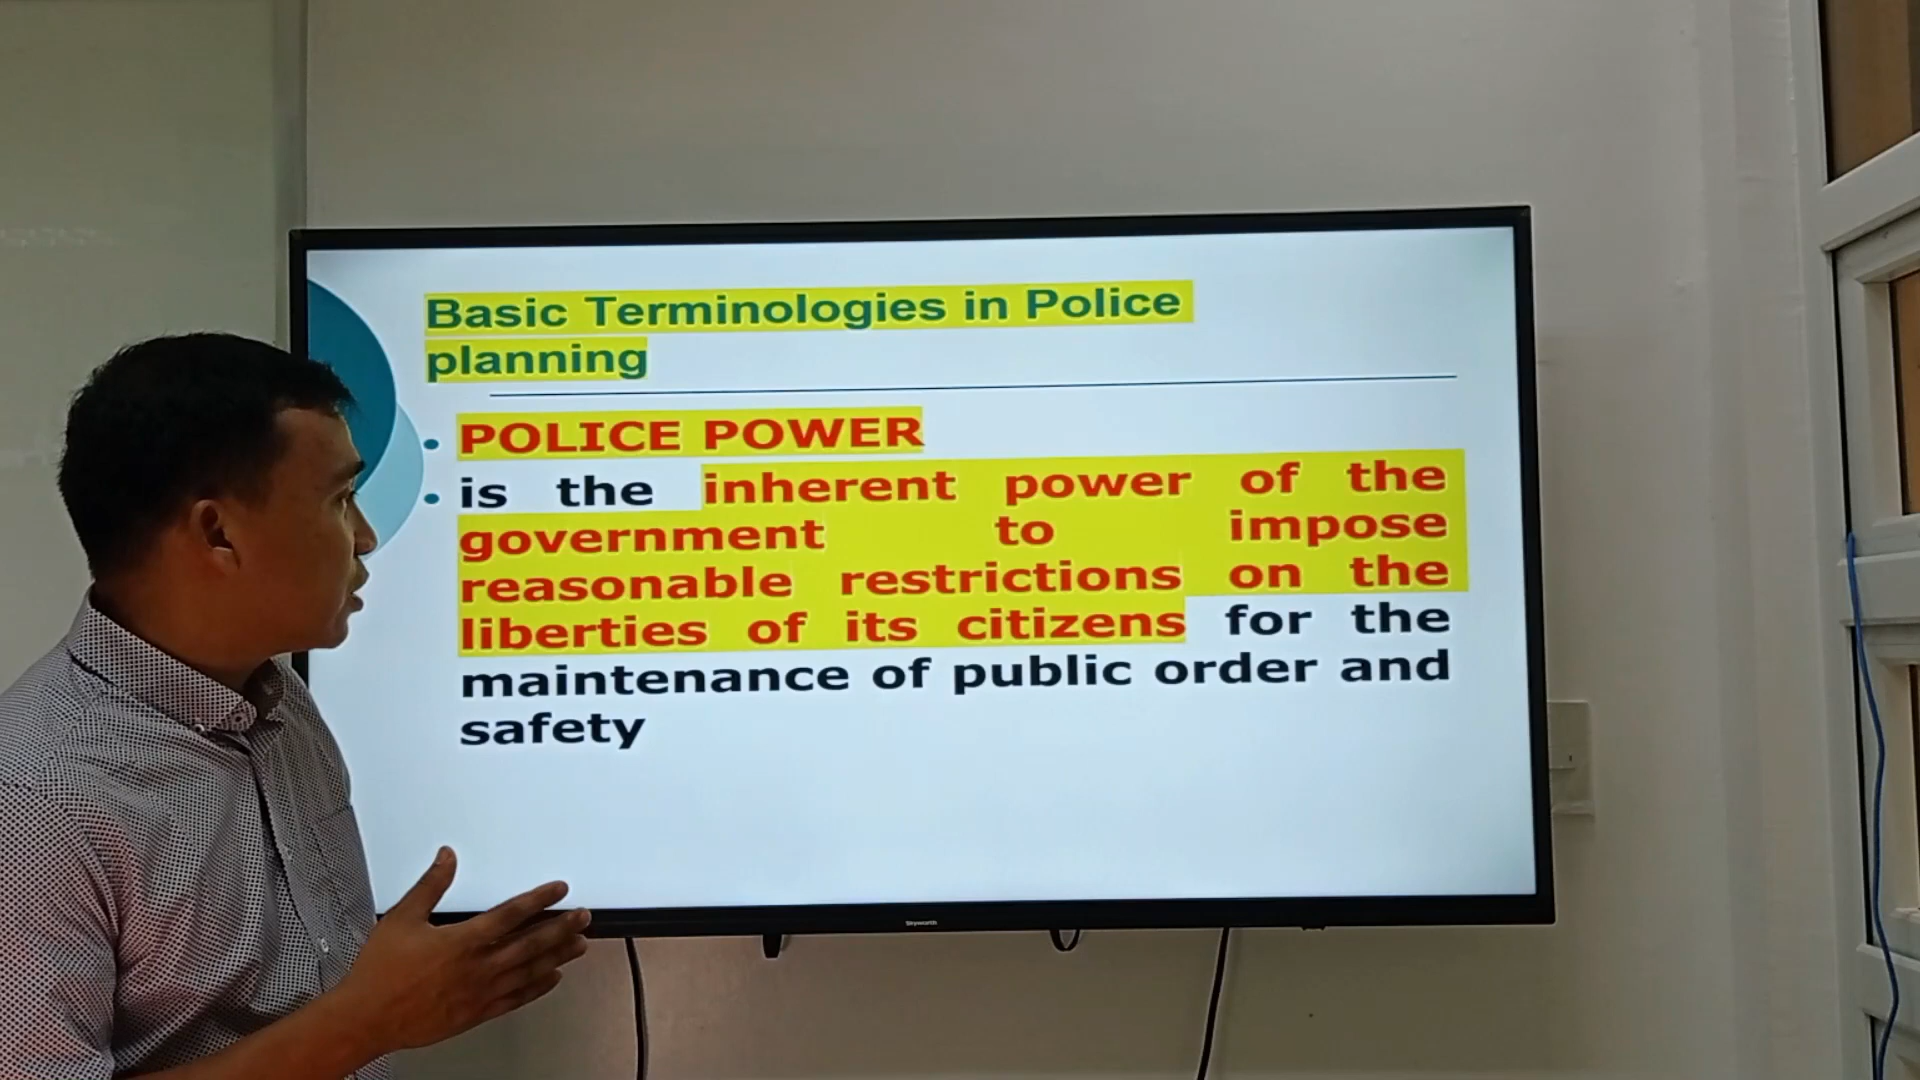 Basic Terminologies in Police
planning
• POLICE POWER
• is the inherent power of the
government to impose
reasonable restrictions on the
liberties of its citizens for the
maintenance of public order and
safety
Skyworth